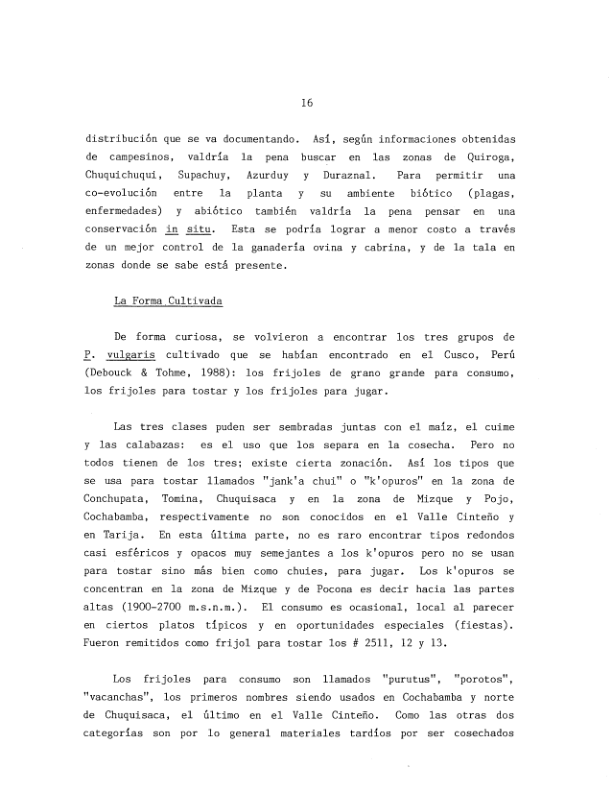 16
distribución que se va documentando. Así, según informaciones obtenidas
de campesinos, valdría la pena buscar en las zonas de Quiroga,
Chuquichuqui, Supachuy, Azurduy y Duraznal. Para permitir una
co-evolución entre la planta y su ambiente biótico (plagas,
enfermedades) y abiótico también valdría la pena pensar en una
conservación in situ. Esta se podría lograr a menor costo a través
de un mejor control de la ganadería ovina y cabrina, y de la tala en
zonas donde se sabe está presente.
La Forma Cultivada
De forma curiosa, se volvieron a encontrar los tres grupos de
P. vulgaris cultivado que se habían encontrado en el Cusco, Perú
(Debouck & Tohme, 1988): los frijoles de grano grande para consumo,
los frijoles para tostar y los frijoles para jugar.
Las tres clases puden ser sembradas juntas con el maíz, el cuime
y las calabazas: es el uso que los separa en la cosecha. Pero no
todos tienen de los tres; existe cierta zonación. Así los tipos que
se usa para tostar llamados "jank'a chui" o "k'opuros" en la zona de
Conchupata, Tomina, Chuquisaca y en la zona de Mizque y Pojo,
Cochabamba, respectivamente no son conocidos en el Valle Cinteño y
en Tarija. En esta última parte, no es raro encontrar tipos redondos
casi esféricos y opacos muy semejantes a los k'opuros pero no se usan
para tostar sino más bien como chuies, para jugar. Los k'opuros se
concentran en la zona de Mizque y de Pocona es decir hacia las partes
altas (1900-2700 m.s.n.m.). El consumo es ocasional, local al parecer
en ciertos platos típicos y en oportunidades especiales (fiestas).
Fueron remitidos como frijol para tostar los # 2511, 12 y 13.
Los frijoles para consumo son llamados "purutus", "porotos",
"vacanchas", los primeros nombres siendo usados en Cochabamba y norte
de Chuquisaca, el último en el Valle Cinteño. Como las otras dos
categorías son por lo general materiales tardíos por ser cosechados